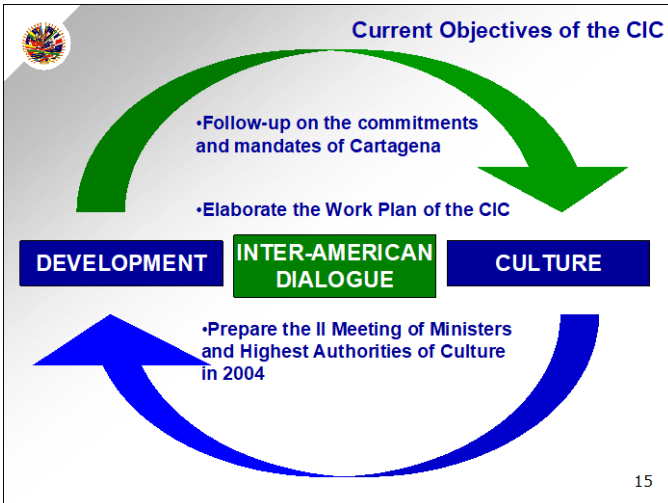 Current Objectives of the CIC
•Follow-up on the commitments
and mandates of Cartagena
•Elaborate the Work Plan of the CIC
DEVELOPMENT
INTER-AMERICAN
DIALOGUE
CULTURE
•Prepare the II Meeting of Ministers
and Highest Authorities of Culture
in 2004
15